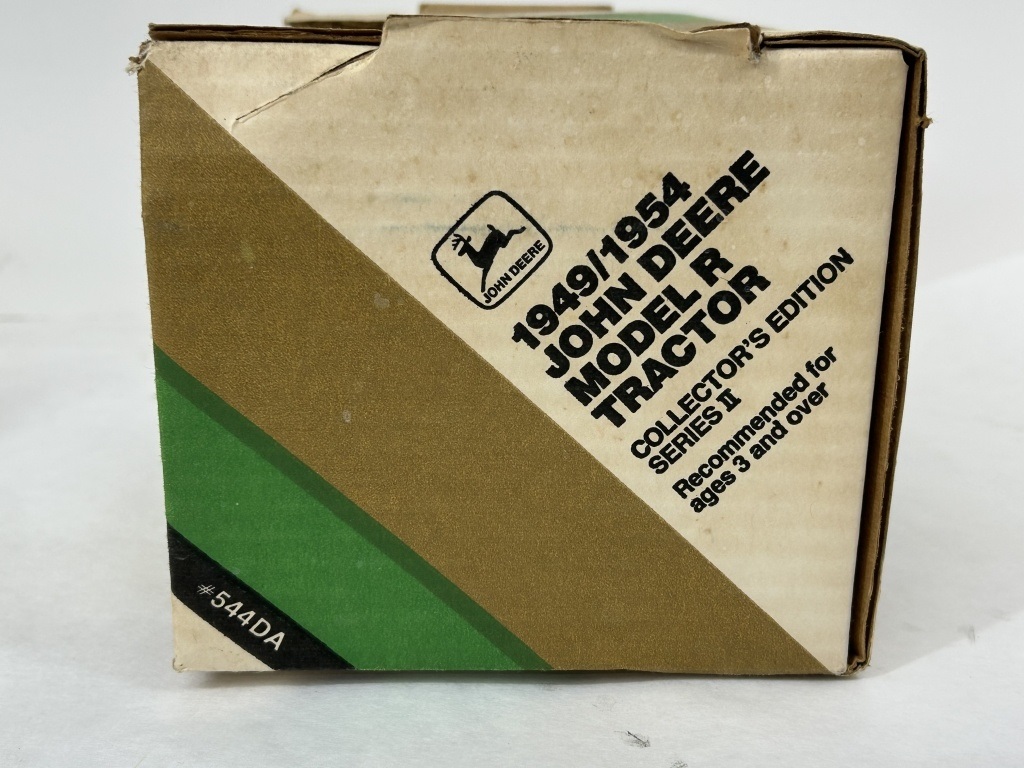 JOHN DEERE
1949/1954
JOHN DEERE
MODEL R
TRACTOR
COLLECTOR'S EDITION
SERIES II
Recommended for
ages 3 and over
#544DA